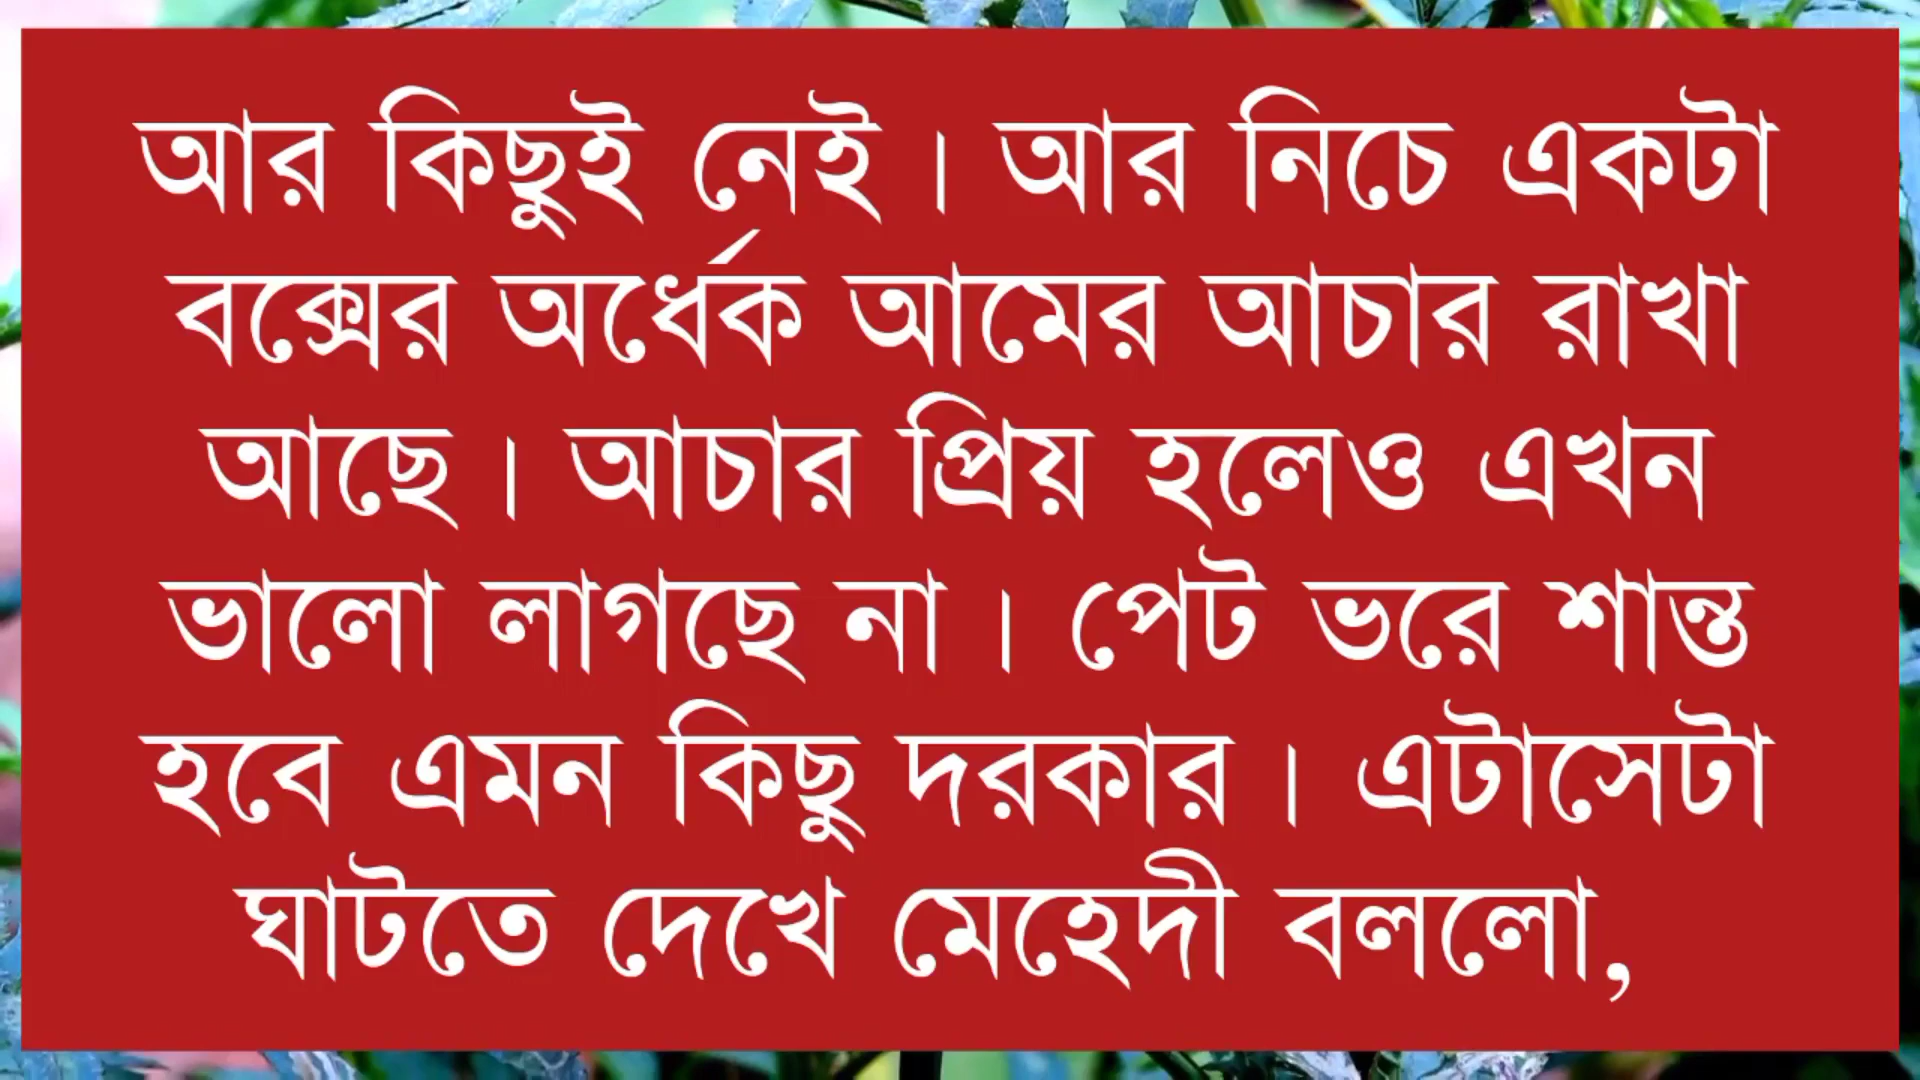 আর কিছুই নেই। আর নিচে একটা
বক্সের অর্ধেক আমের আচার রাখা
আছে। আচার প্রিয় হলেও এখন
ভালো লাগছে না। পেট ভরে শান্ত
হবে এমন কিছু দরকার। এটাসেটা
ঘাটতে দেখে মেহেদী বললো,